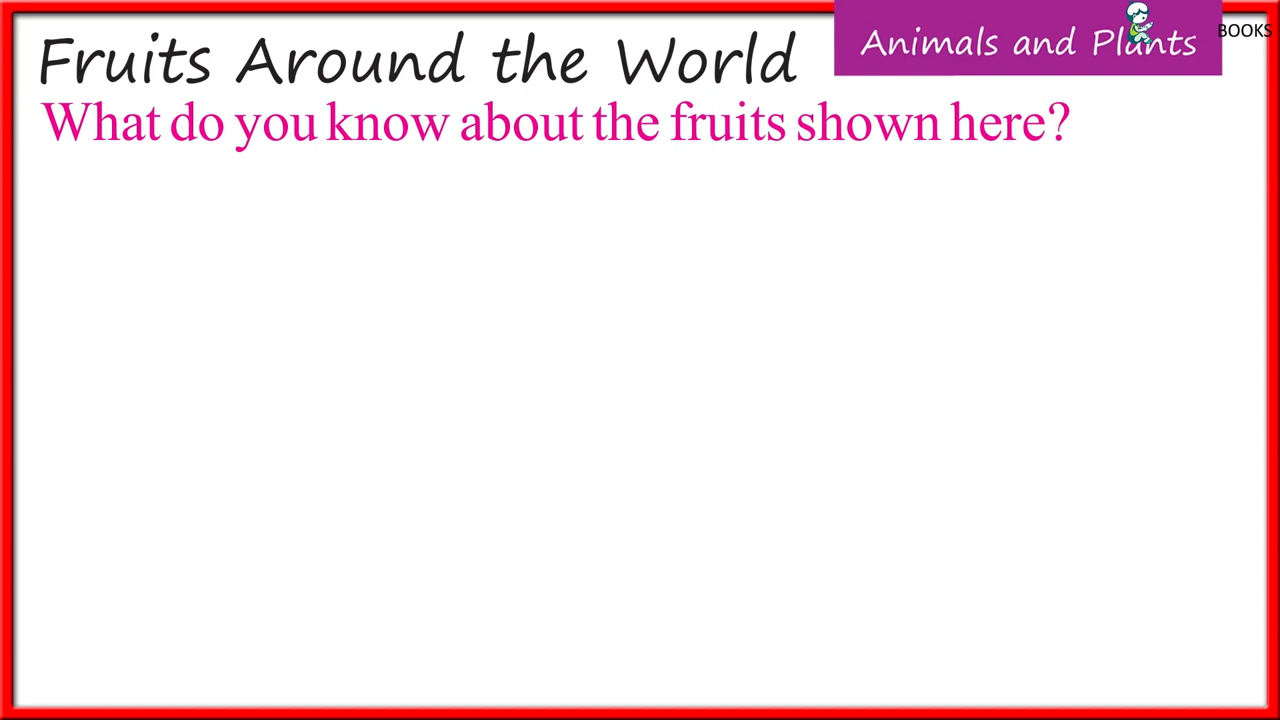 Fruits Around the World
Animals and Plants
BOOKS
What do you know about the fruits shown here?